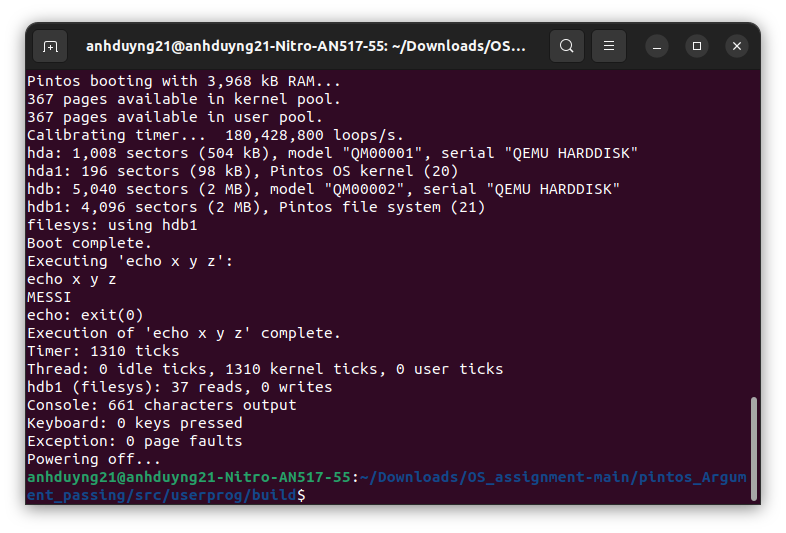 anhduyng21@anhduyng21-Nitro-AN517-55: ~/Downloads/OS...
Pintos booting with 3,968 kB RAM...
367 pages available in kernel pool.
367 pages available in user pool.
Calibrating timer...  180,428,800 loops/s.
hda: 1,008 sectors (504 kB), model "QM00001", serial "QEMU HARDDISK"
hda1: 196 sectors (98 kB), Pintos OS kernel (20)
hdb: 5,040 sectors (2 MB), model "QM00002", serial "QEMU HARDDISK"
hdb1: 4,096 sectors (2 MB), Pintos file system (21)
filesys: using hdb1
Boot complete.
Executing 'echo x y z':
echo x y z
MESSI
echo: exit(0)
Execution of 'echo x y z' complete.
Timer: 1310 ticks
Thread: 0 idle ticks, 1310 kernel ticks, 0 user ticks
hdb1 (filesys): 37 reads, 0 writes
Console: 661 characters output
Keyboard: 0 keys pressed
Exception: 0 page faults
Powering off...
anhduyng21@anhduyng21-Nitro-AN517-55:~/Downloads/OS_assignment-main/pintos_Argum
ent_passing/src/userprog/build$